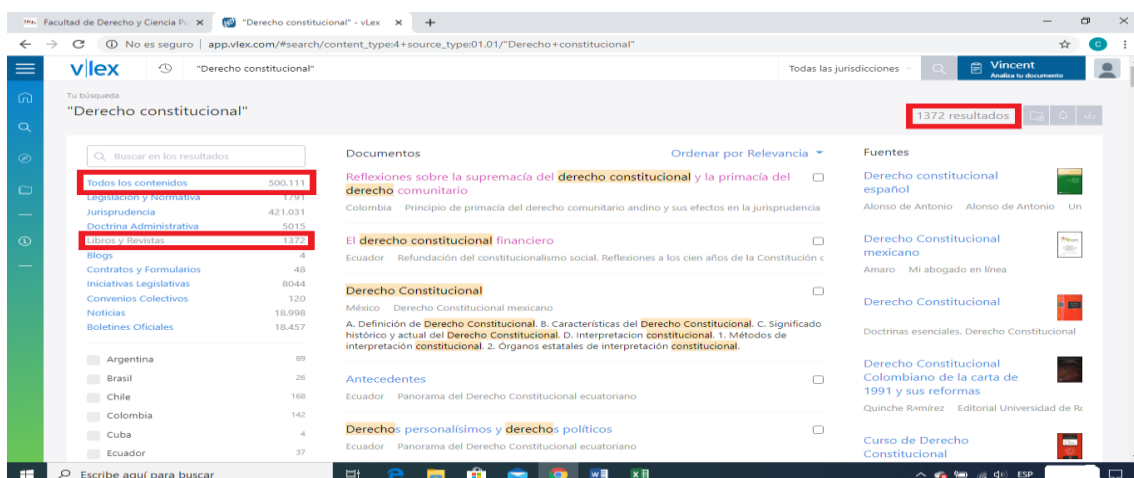 Facultad de Derecho y Ciencia Po
"Derecho constitucional" - vLex
No es seguro | app.vlex.com/#search/content_type:4+source_type:01.01/"Derecho+constitucional"
C
v|lex
"Derecho constitucional"
Todas las jurisdicciones
Vincent
Analiza tu documento
Tu búsqueda
"Derecho constitucional"
1372 resultados
Buscar en los resultados
Todos los contenidos 500.111
Legislación y Normativa 1791
Jurisprudencia 421.031
Doctrina Administrativa 5015
Libros y Revistas 1372
Blogs 4
Contratos y Formularios 48
Iniciativas Legislativas 8044
Convenios Colectivos 120
Noticias 18.998
Boletines Oficiales 18.457
Argentina 89
Brasil 26
Chile 168
Colombia 142
Cuba 4
Ecuador 37
Documentos
Ordenar por Relevancia
Reflexiones sobre la supremacía del derecho constitucional y la primacía del
derecho comunitario
Colombia Principio de primacía del derecho comunitario andino y sus efectos en la jurisprudencia
El derecho constitucional financiero
Ecuador Refundación del constitucionalismo social. Reflexiones a los cien años de la Constitución
Derecho Constitucional
México Derecho Constitucional mexicano
A. Definición de Derecho Constitucional. B. Características del Derecho Constitucional. C. Significado
histórico y actual del Derecho Constitucional. D. Interpretacion constitucional. 1. Métodos de
interpretación constitucional. 2. Órganos estatales de interpretación constitucional.
Antecedentes
Ecuador Panorama del Derecho Constitucional ecuatoriano
Derechos personalísimos y derechos políticos
Ecuador Panorama del Derecho Constitucional ecuatoriano
Fuentes
Derecho constitucional
español
Alonso de Antonio Alonso de Antonio Un
Derecho Constitucional
mexicano
Amaro Mi abogado en línea
Derecho Constitucional
Doctrinas esenciales. Derecho Constitucional
Derecho Constitucional
Colombiano de la carta de
1991 y sus reformas
Quinche Ramírez Editorial Universidad de Ro
Curso de Derecho
Constitucional
Escribe aquí para buscar
ESP